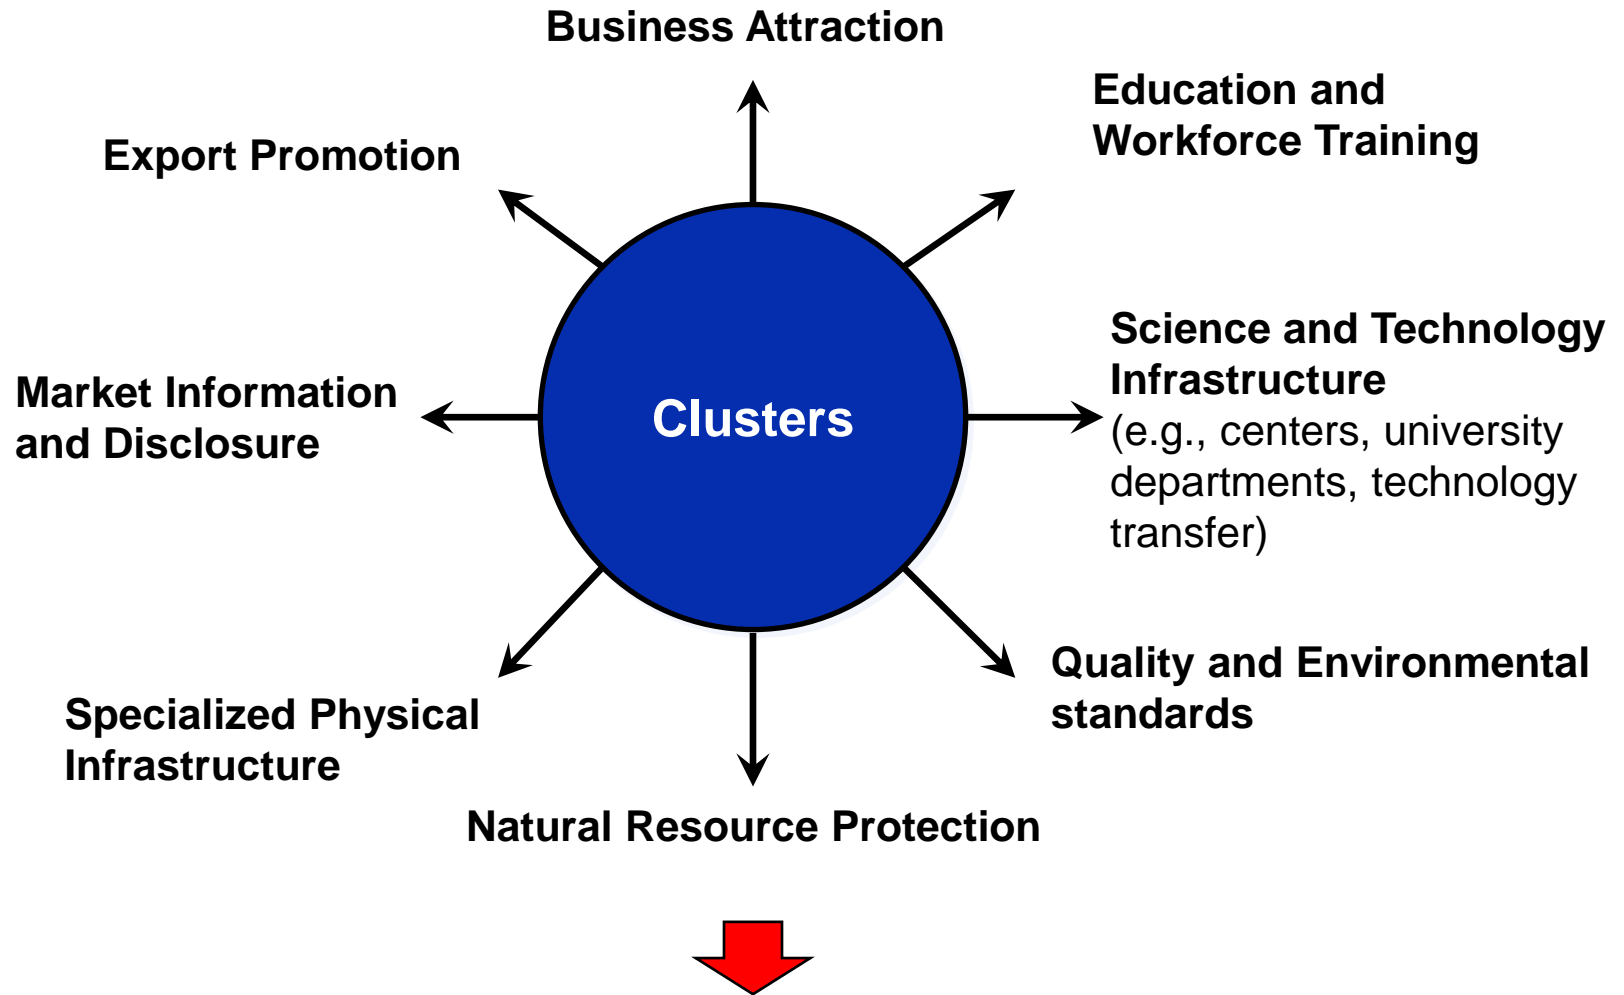 Business Attraction
Education and
Workforce Training
Export Promotion
Science and Technology
Infrastructure
(e.g., centers, university
departments, technology
transfer)
Market Information
and Disclosure
Clusters
Quality and Environmental
standards
Specialized Physical
Infrastructure
Natural Resource Protection